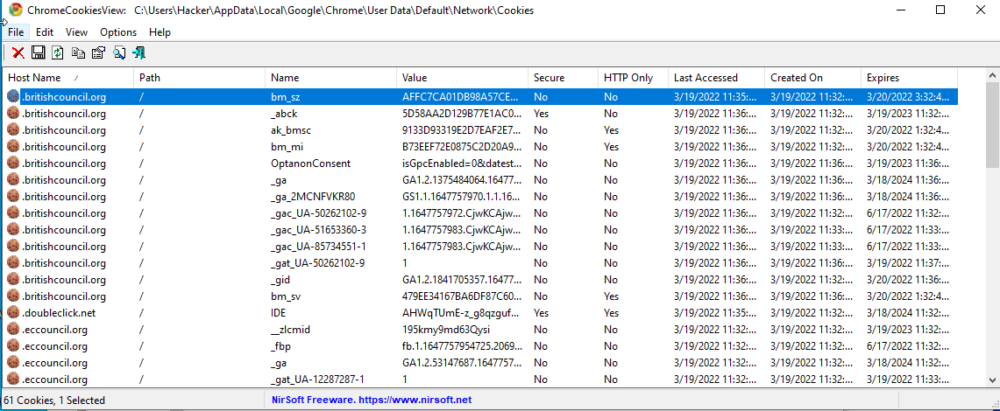 ChromeCookiesView: C:\Users\Hacker\AppData\Local\Google\Chrome\User Data\Default\Network\Cookies
File Edit View Options Help
Host Name Path Name Value Secure HTTP Only Last Accessed Created On Expires
.britishcouncil.org / bm_sz AFFC7CA01DB98A57CE... No No 3/19/2022 11:35:... 3/19/2022 11:32:... 3/20/2022 3:32:4...
.britishcouncil.org / _abck 5D58AA2D129B77E1AC0... Yes No 3/19/2022 11:36:... 3/19/2022 11:32:... 3/19/2023 11:32:...
.britishcouncil.org / ak_bmsc 9133D93319E2D7EAF2E7... No Yes 3/19/2022 11:36:... 3/19/2022 11:32:... 3/20/2022 1:32:4...
.britishcouncil.org / bm_mi B73EEF72E0875C2D20A9... No Yes 3/19/2022 11:36:... 3/19/2022 11:32:... 3/20/2022 1:32:4...
.britishcouncil.org / OptanonConsent isGpcEnabled=0&datest... No No 3/19/2022 11:36:... 3/19/2022 11:36:... 3/19/2023 11:36:...
.britishcouncil.org / _ga GA1.2.1375484064.16477... No No 3/19/2022 11:36:... 3/19/2022 11:36:... 3/18/2024 11:36:...
.britishcouncil.org / _ga_2MCNFVKR80 GS1.1.1647757970.1.1.16... No No 3/19/2022 11:36:... 3/19/2022 11:36:... 3/18/2024 11:36:...
.britishcouncil.org / _gac_UA-50262102-9 1.1647757972.CjwKCAjw... No No 3/19/2022 11:36:... 3/19/2022 11:32:... 6/17/2022 11:32:...
.britishcouncil.org / _gac_UA-51653360-3 1.1647757983.CjwKCAjw... No No 3/19/2022 11:36:... 3/19/2022 11:33:... 6/17/2022 11:33:...
.britishcouncil.org / _gac_UA-85734551-1 1.1647757983.CjwKCAjw... No No 3/19/2022 11:36:... 3/19/2022 11:33:... 6/17/2022 11:33:...
.britishcouncil.org / _gat_UA-50262102-9 1 No No 3/19/2022 11:36:... 3/19/2022 11:36:... 3/19/2022 11:37:...
.britishcouncil.org / _gid GA1.2.1841705357.16477... No No 3/19/2022 11:36:... 3/19/2022 11:36:... 3/20/2022 11:36:...
.britishcouncil.org / bm_sv 479EE34167BA6DF87C60... No Yes 3/19/2022 11:36:... 3/19/2022 11:36:... 3/20/2022 1:32:4...
.doubleclick.net / IDE AHWqTUmE-z_g8qzguf... Yes Yes 3/19/2022 11:35:... 3/19/2022 11:32:... 3/18/2024 11:32:...
.eccouncil.org / __zlcmid 195kmy9md63Qysi No No 3/19/2022 11:32:... 3/19/2022 11:32:... 3/19/2023 11:32:...
.eccouncil.org / _fbp fb.1.1647757954725.2069... No No 3/19/2022 11:32:... 3/19/2022 11:32:... 6/17/2022 11:32:...
.eccouncil.org / _ga GA1.2.53147687.1647757... No No 3/19/2022 11:32:... 3/19/2022 11:32:... 3/18/2024 11:32:...
.eccouncil.org / _gat_UA-12287287-1 1 No No 3/19/2022 11:32:... 3/19/2022 11:32:... 3/19/2022 11:33:...
61 Cookies, 1 Selected NirSoft Freeware. https://www.nirsoft.net